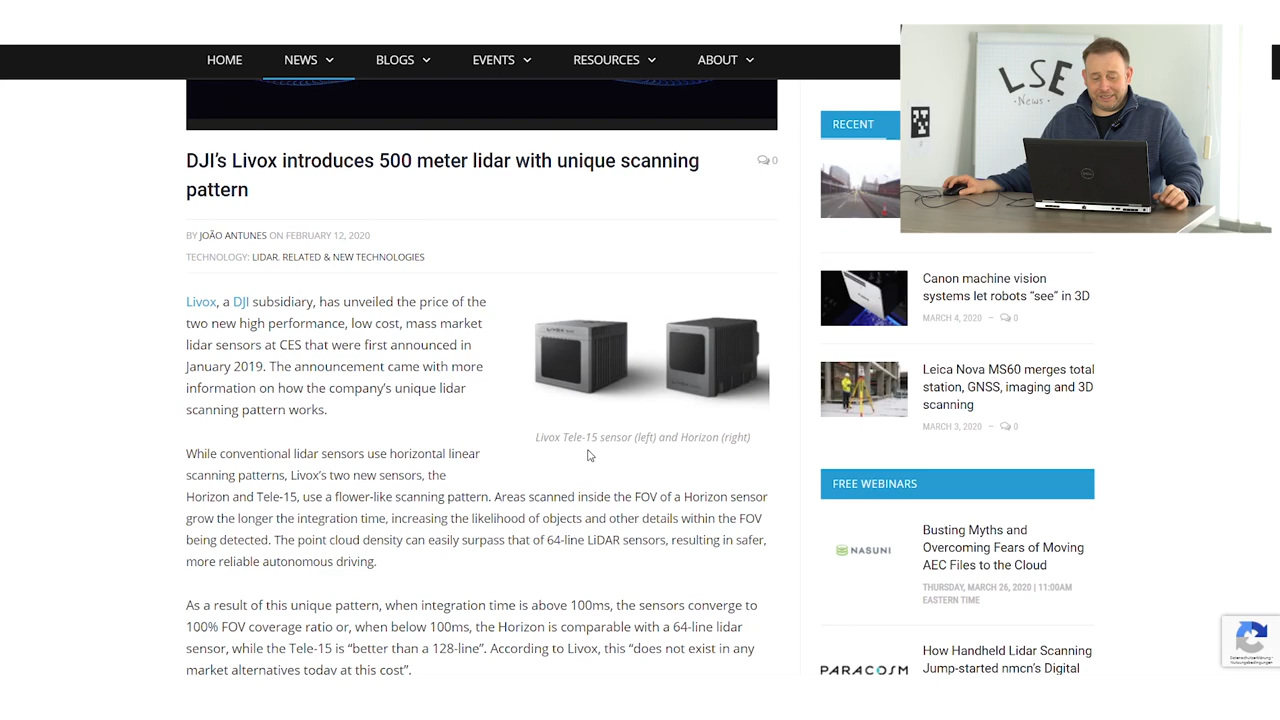 HOME
NEWS
BLOGS
EVENTS
RESOURCES
ABOUT
LSE
·News·
DELL
DJI's Livox introduces 500 meter lidar with unique scanning
pattern
0
BY JOÃO ANTUNES ON FEBRUARY 12, 2020
TECHNOLOGY: LIDAR, RELATED & NEW TECHNOLOGIES
Livox, a DJI subsidiary, has unveiled the price of the
two new high performance, low cost, mass market
lidar sensors at CES that were first announced in
January 2019. The announcement came with more
information on how the company's unique lidar
scanning pattern works.
Livox Tele-15 sensor (left) and Horizon (right)
While conventional lidar sensors use horizontal linear
scanning patterns, Livox's two new sensors, the
Horizon and Tele-15, use a flower-like scanning pattern. Areas scanned inside the FOV of a Horizon sensor
grow the longer the integration time, increasing the likelihood of objects and other details within the FOV
being detected. The point cloud density can easily surpass that of 64-line LiDAR sensors, resulting in safer,
more reliable autonomous driving.
As a result of this unique pattern, when integration time is above 100ms, the sensors converge to
100% FOV coverage ratio or, when below 100ms, the Horizon is comparable with a 64-line lidar
sensor, while the Tele-15 is “better than a 128-line”. According to Livox, this “does not exist in any
market alternatives today at this cost”.
RECENT
Canon machine vision
systems let robots “see” in 3D
MARCH 4, 2020 – 0
Leica Nova MS60 merges total
station, GNSS, imaging and 3D
scanning
MARCH 3, 2020 – 0
FREE WEBINARS
NASUNI
Busting Myths and
Overcoming Fears of Moving
AEC Files to the Cloud
THURSDAY, MARCH 26, 2020 | 11:00AM
EASTERN TIME
PARACOSM
How Handheld Lidar Scanning
Jump-started nmcn's Digital